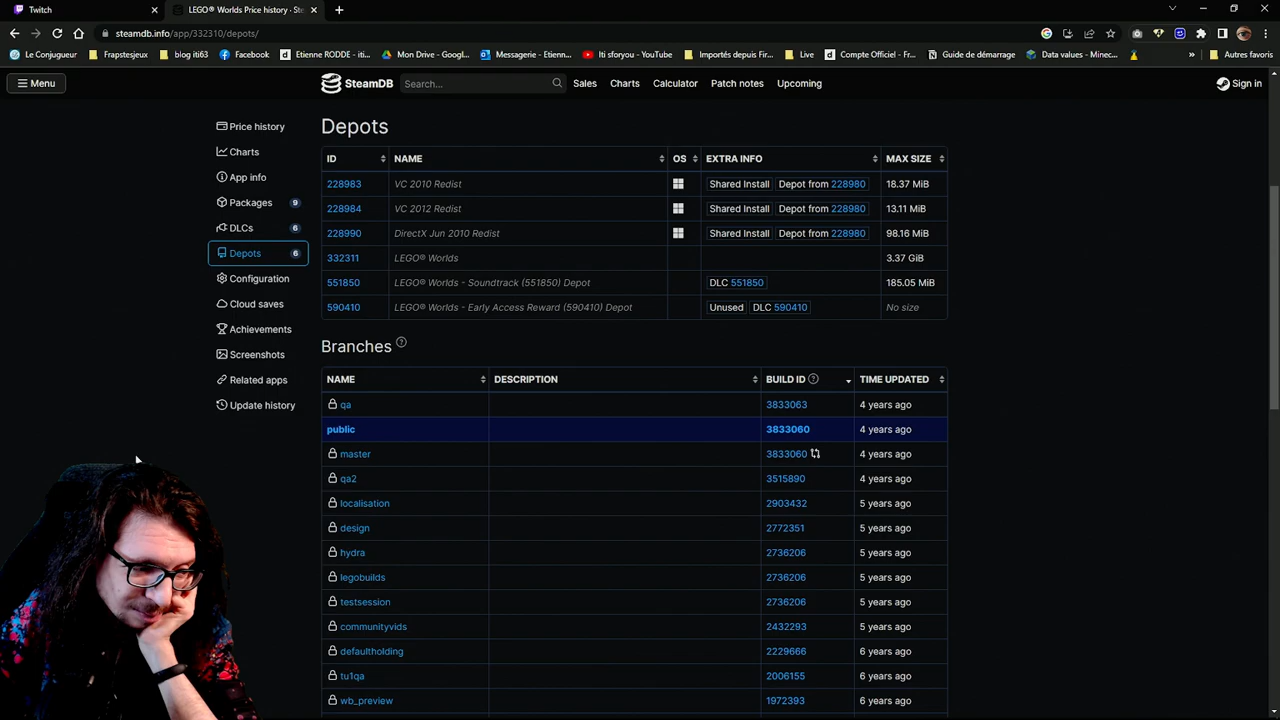 Twitch × LEGO® Worlds Price history · Ste × +
steamdb.info/app/332310/depots/
Le Conjugueur Fraptesjeux blog iti63 Facebook Etienne RODDE - iti... Mon Drive – Googl... Messagerie – Etienn... Iti sforyou - YouTube Importés depuis In... Live Compte Officiel - Fr... Guide de démarrage Data values - Minec... » Autres favoris
Menu SteamDB Search... Sales Charts Calculator Patch notes Upcoming Sign in
Price history
Charts
App info
Packages 9
DLCs 6
Depots 6
Configuration
Cloud saves
Achievements
Screenshots
Related apps
Update history
Depots
ID NAME OS EXTRA INFO MAX SIZE
228983 VC 2010 Redist Shared Install Depot from 228980 18.37 MiB
228984 VC 2012 Redist Shared Install Depot from 228980 13.11 MiB
228990 DirectX Jun 2010 Redist Shared Install Depot from 228980 98.16 MiB
332311 LEGO® Worlds 3.37 GiB
551850 LEGO® Worlds - Soundtrack (551850) Depot DLC 551850 185.05 MiB
590410 LEGO® Worlds - Early Access Reward (590410) Depot Unused DLC 590410 No size
Branches ?
NAME DESCRIPTION BUILD ID ? TIME UPDATED
qa 3833063 4 years ago
public 3833060 4 years ago
master 3833060 4 years ago
qa2 3515890 4 years ago
localisation 2903432 5 years ago
design 2772351 5 years ago
hydra 2736206 5 years ago
legobuilds 2736206 5 years ago
testsession 2736206 5 years ago
communityvids 2432293 5 years ago
defaultholding 2229666 6 years ago
tu1qa 2006155 6 years ago
wb_preview 1972393 6 years ago